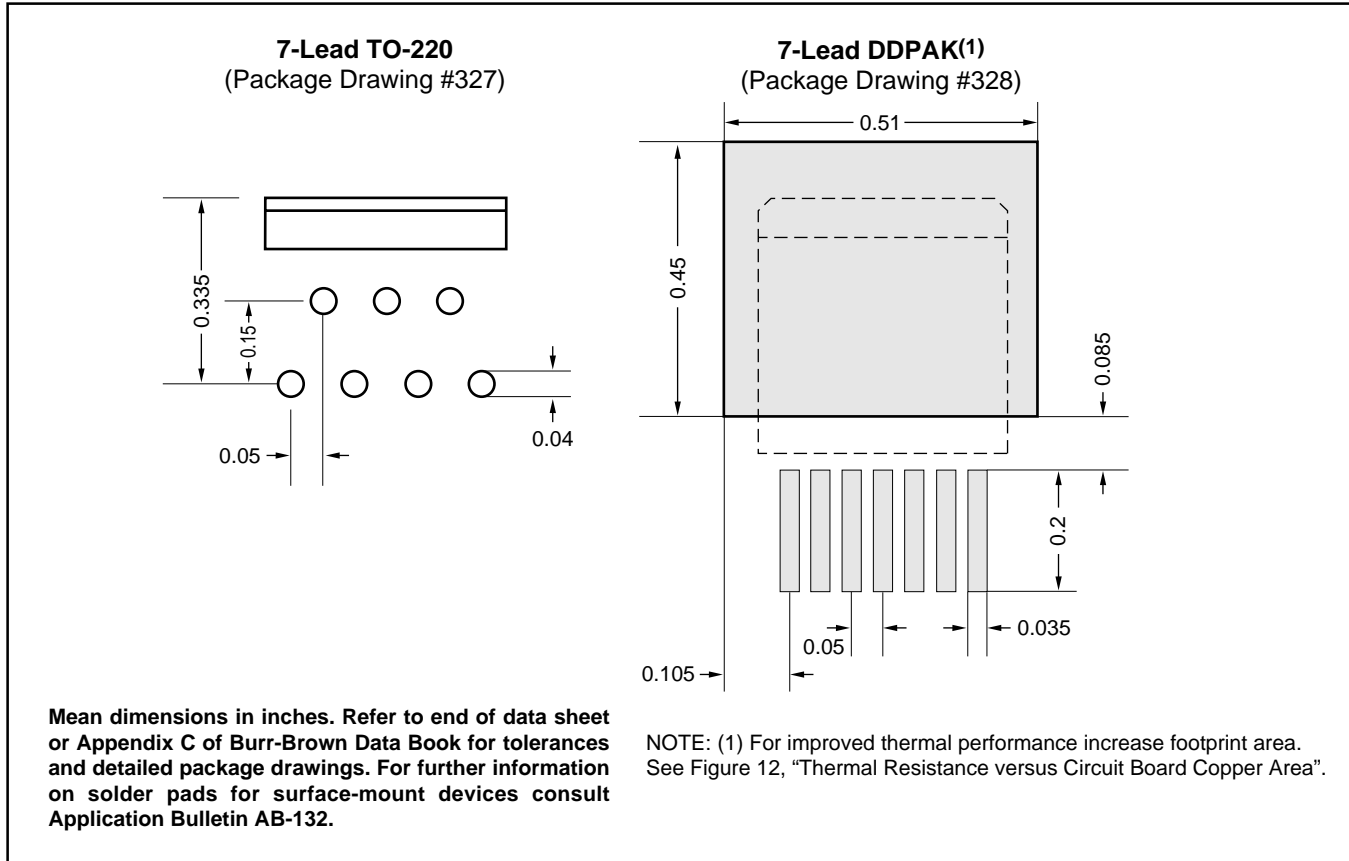 7-Lead TO-220
(Package Drawing #327)
0.335
0.15
0.05
0.04
7-Lead DDPAK(1)
(Package Drawing #328)
0.51
0.45
0.085
0.2
0.05
0.035
0.105
Mean dimensions in inches. Refer to end of data sheet
or Appendix C of Burr-Brown Data Book for tolerances
and detailed package drawings. For further information
on solder pads for surface-mount devices consult
Application Bulletin AB-132.
NOTE: (1) For improved thermal performance increase footprint area.
See Figure 12, “Thermal Resistance versus Circuit Board Copper Area”.